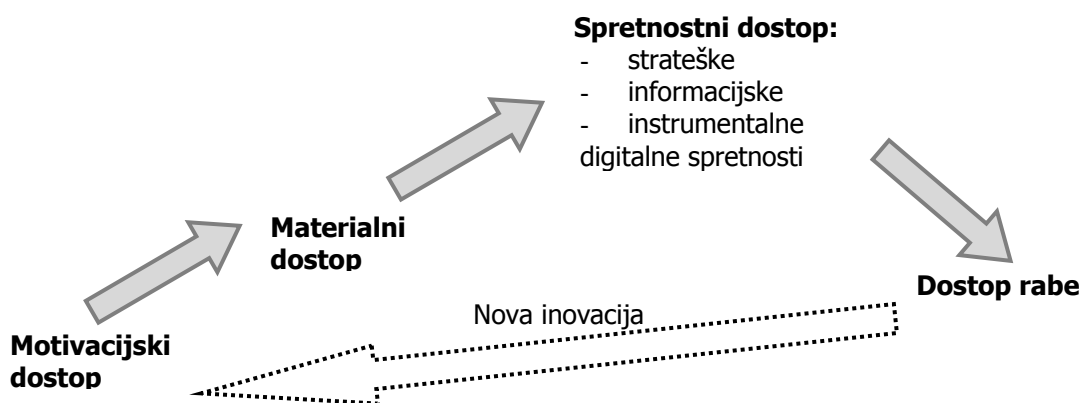 Spretnostni dostop:
- strateške
- informacijske
- instrumentalne
digitalne spretnosti
Materialni
dostop
Dostop rabe
Nova inovacija
Motivacijski
dostop